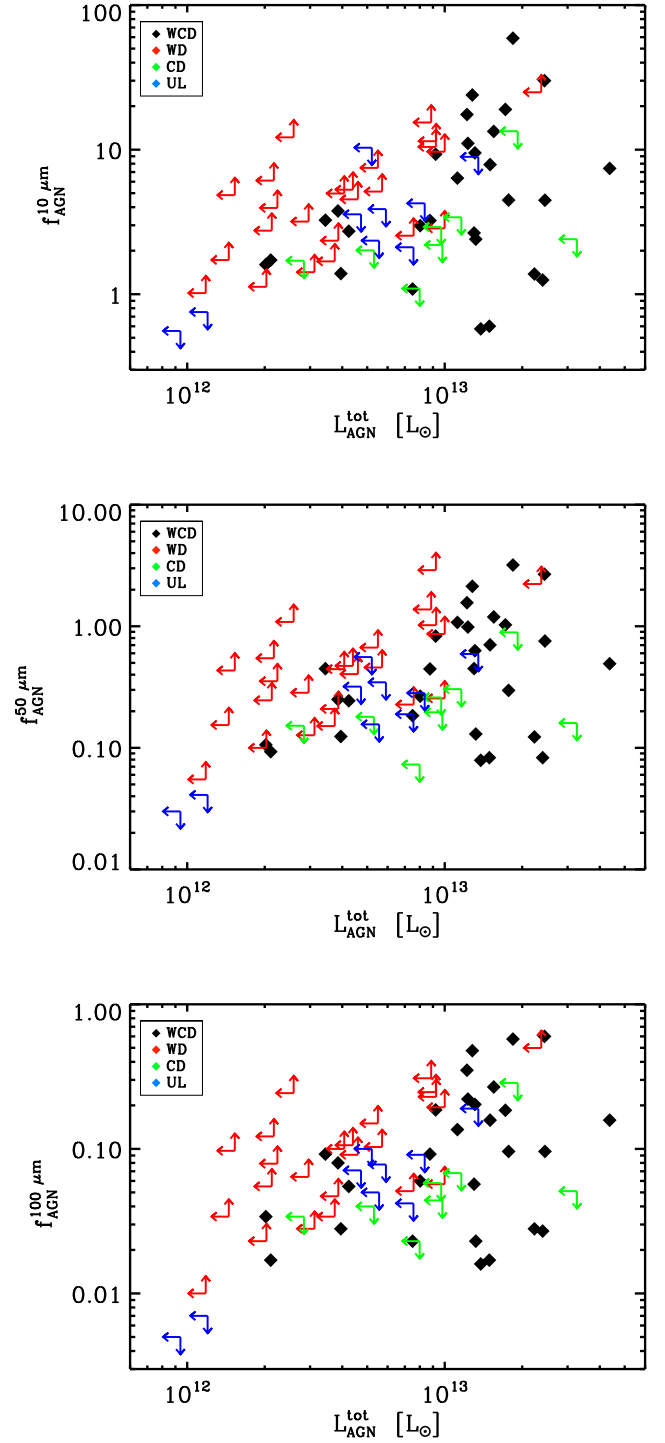 100
10
1
f_AGN^10 μm
WCD
WD
CD
UL
10^12
10^13
L_AGN^tot [L_⊙]
10.00
1.00
0.10
0.01
f_AGN^50 μm
WCD
WD
CD
UL
10^12
10^13
L_AGN^tot [L_⊙]
1.00
0.10
0.01
f_AGN^100 μm
WCD
WD
CD
UL
10^12
10^13
L_AGN^tot [L_⊙]